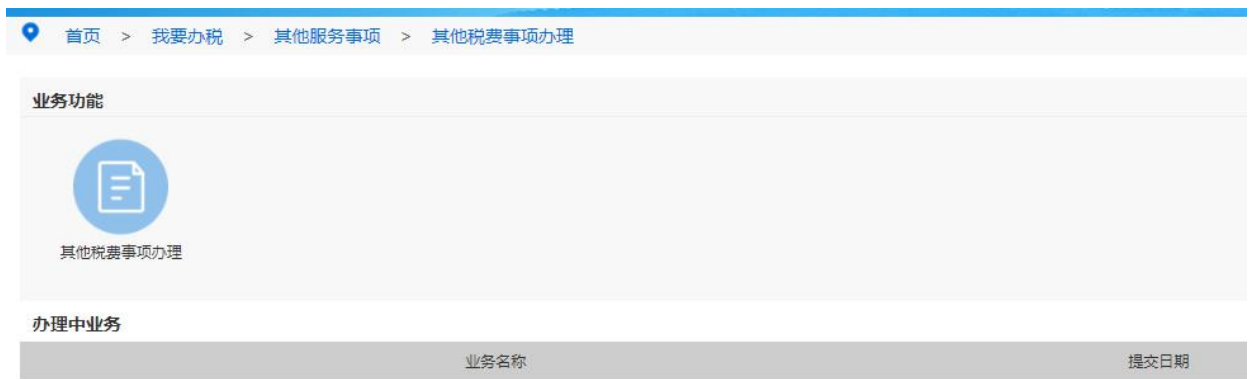 首页 > 我要办税 > 其他服务事项 > 其他税费事项办理
业务功能
其他税费事项办理
办理中业务
业务名称 提交日期